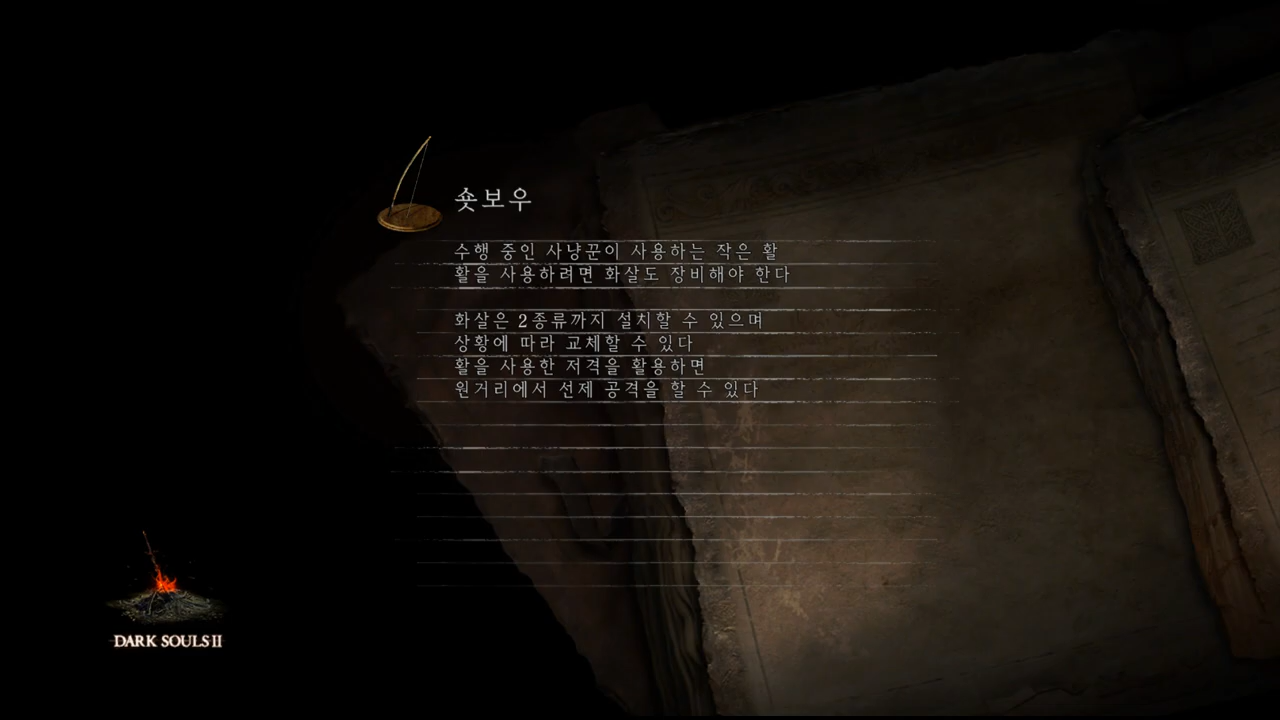 숏보우
수행 중인 사냥꾼이 사용하는 작은 활
활을 사용하려면 화살도 장비해야 한다
화살은 2종류까지 설치할 수 있으며
상황에 따라 교체할 수 있다
활을 사용한 저격을 활용하면
원거리에서 선제 공격을 할 수 있다
DARK SOULS II